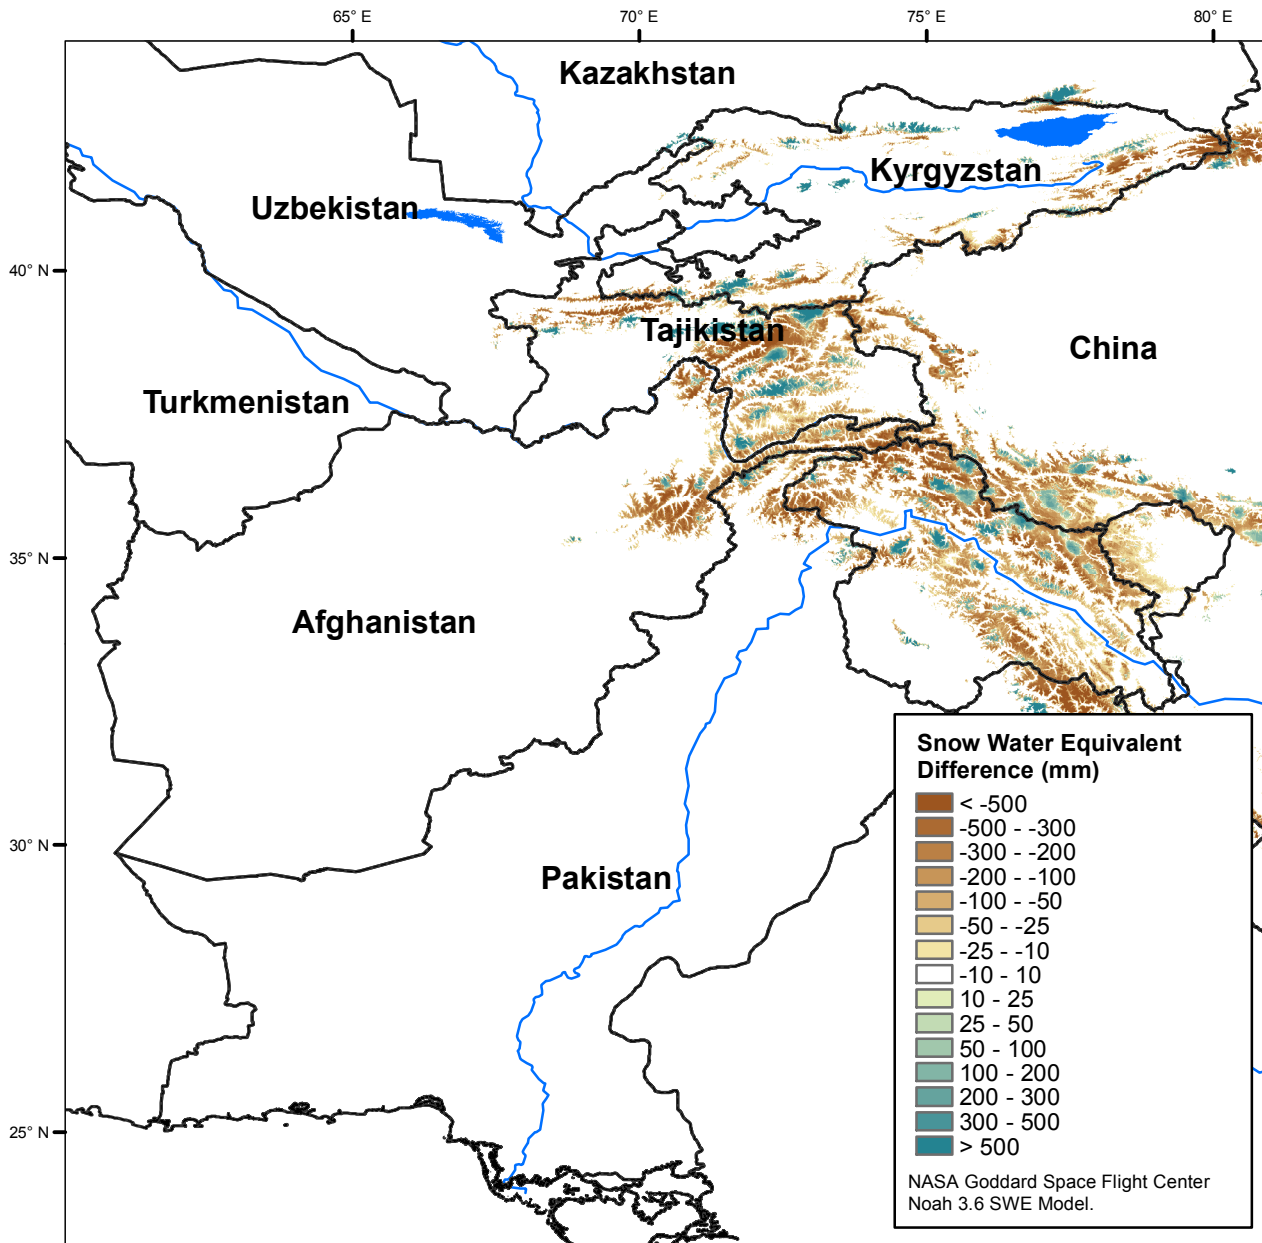 65° E
70° E
75° E
80° E
Kazakhstan
Kyrgyzstan
Uzbekistan
40° N
Tajikistan
China
Turkmenistan
35° N
Afghanistan
30° N
Pakistan
25° N
Snow Water Equivalent
Difference (mm)
< -500
-500 - -300
-300 - -200
-200 - -100
-100 - -50
-50 - -25
-25 - -10
-10 - 10
10 - 25
25 - 50
50 - 100
100 - 200
200 - 300
300 - 500
> 500
NASA Goddard Space Flight Center
Noah 3.6 SWE Model.